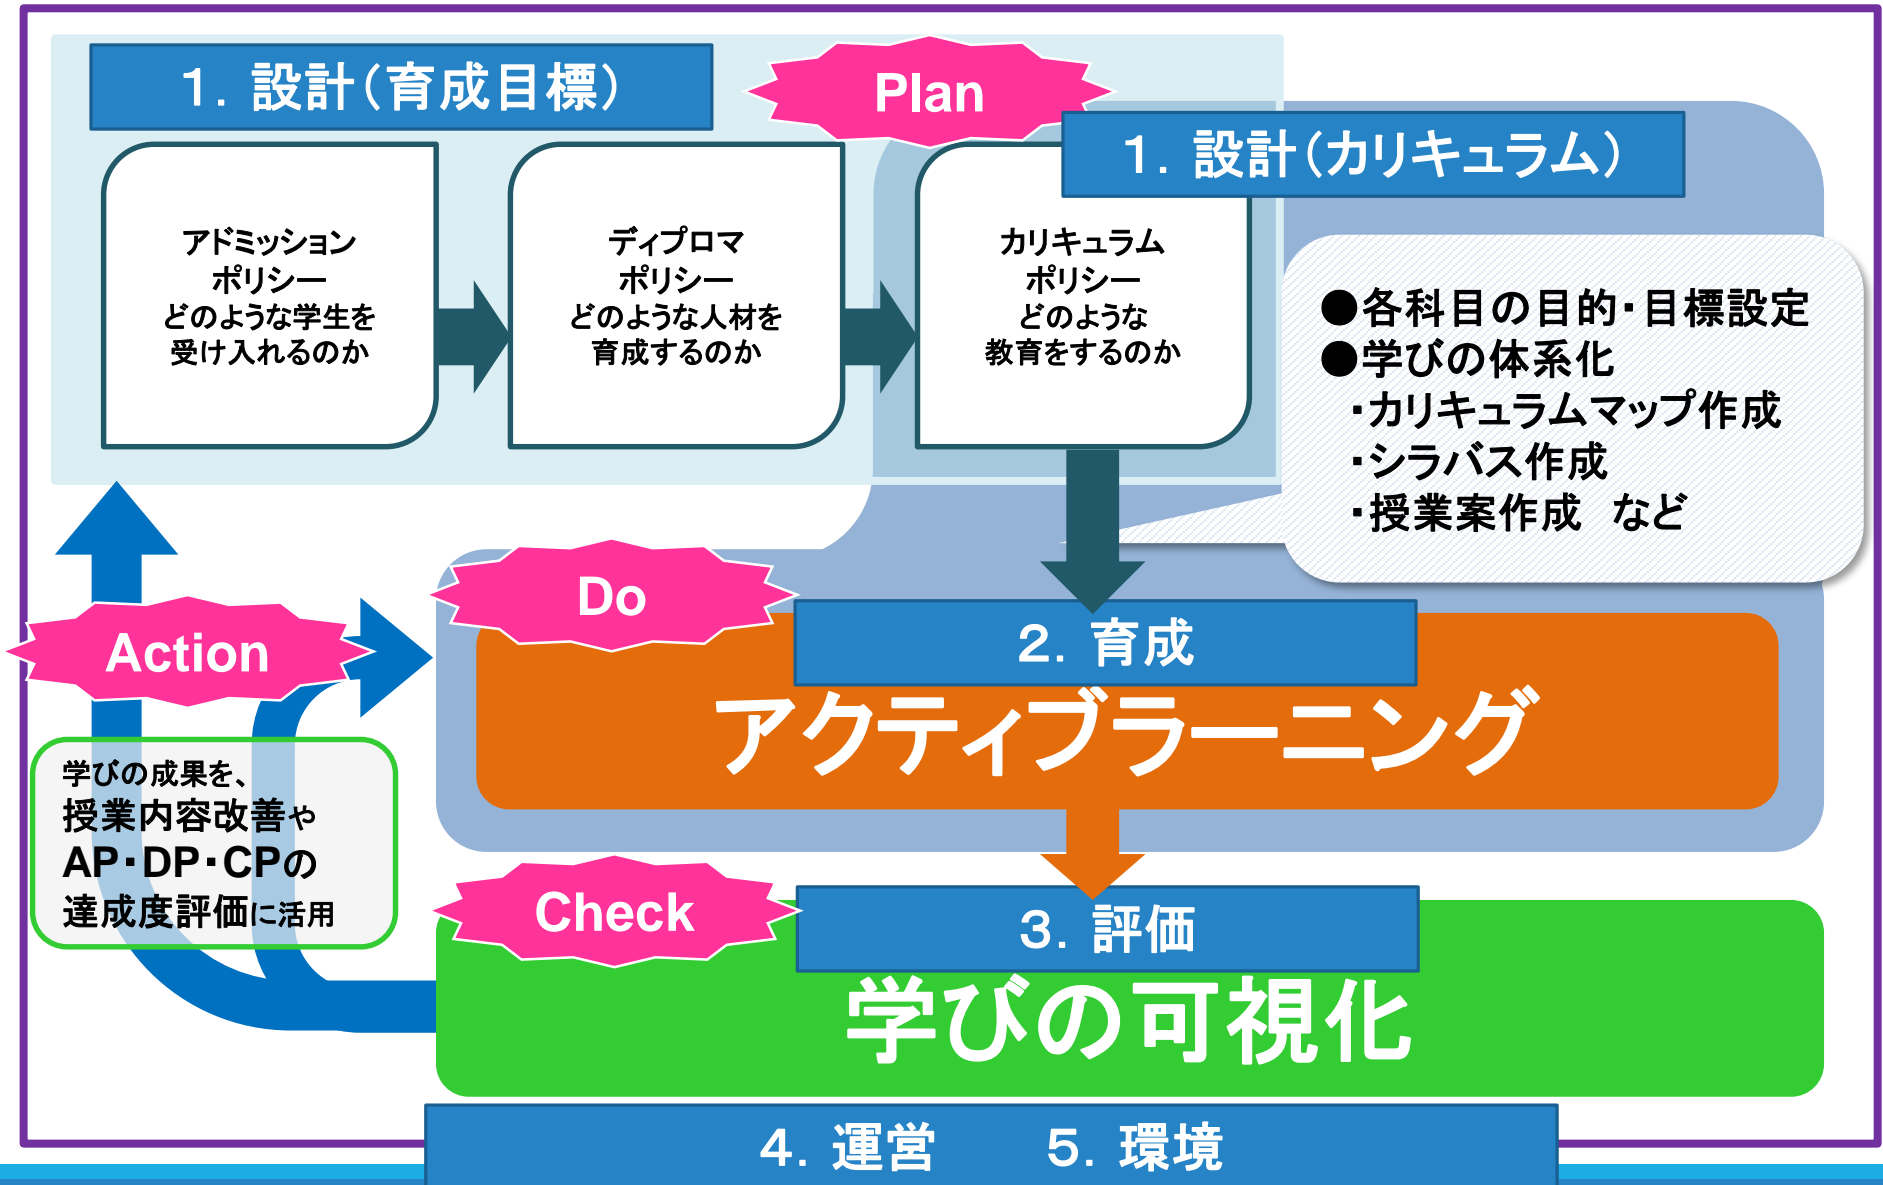 1. 設計（育成目標）
Plan
1. 設計（カリキュラム）
アドミッション
ポリシー
どのような学生を
受け入れるのか
ディプロマ
ポリシー
どのような人材を
育成するのか
カリキュラム
ポリシー
どのような
教育をするのか
●各科目の目的・目標設定
●学びの体系化
・カリキュラムマップ作成
・シラバス作成
・授業案作成　など
Do
2. 育成
アクティブラーニング
Action
学びの成果を、
授業内容改善や
AP・DP・CPの
達成度評価に活用
Check
3. 評価
学びの可視化
4. 運営　　5. 環境